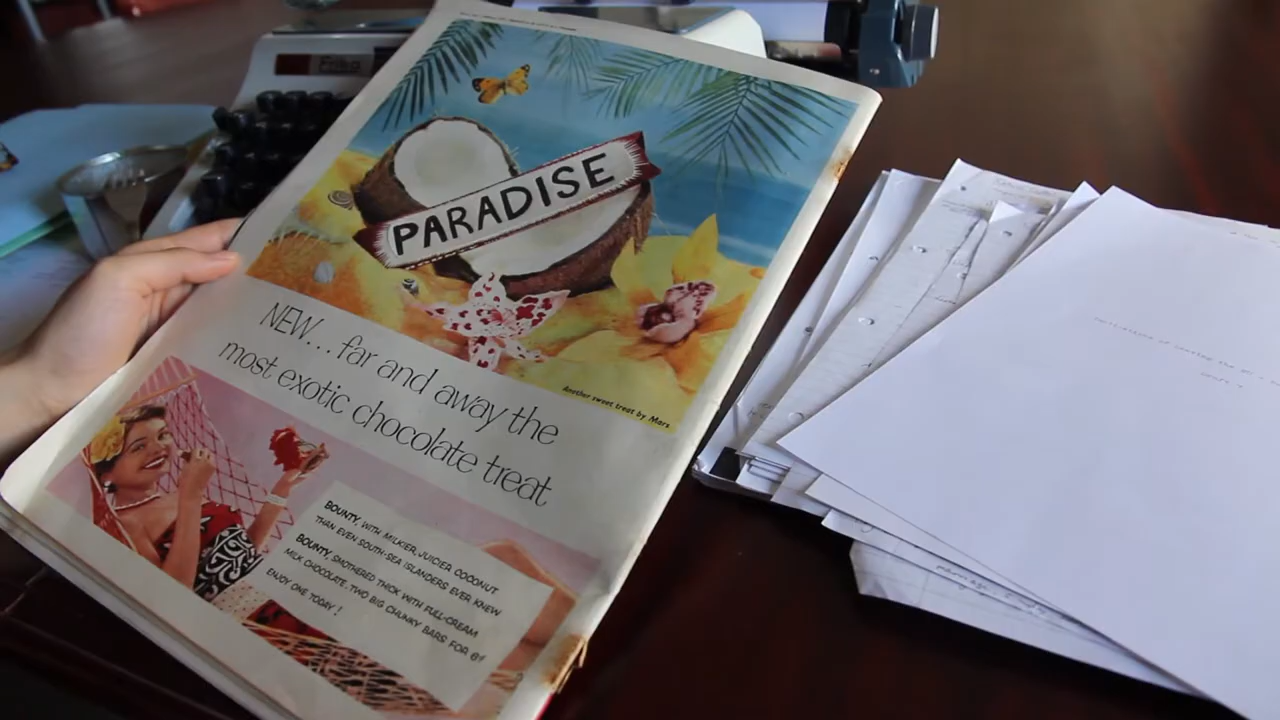 Erika
PARADISE
Another sweet treat by Mars
NEW... far and away the
most exotic chocolate treat
BOUNTY, WITH MILKIER, JUICIER COCONUT
THAN EVEN SOUTH-SEA ISLANDERS EVER KNEW
BOUNTY, SMOTHERED THICK WITH FULL-CREAM
MILK CHOCOLATE. TWO BIG CHUNKY BARS FOR 6!
ENJOY ONE TODAY!